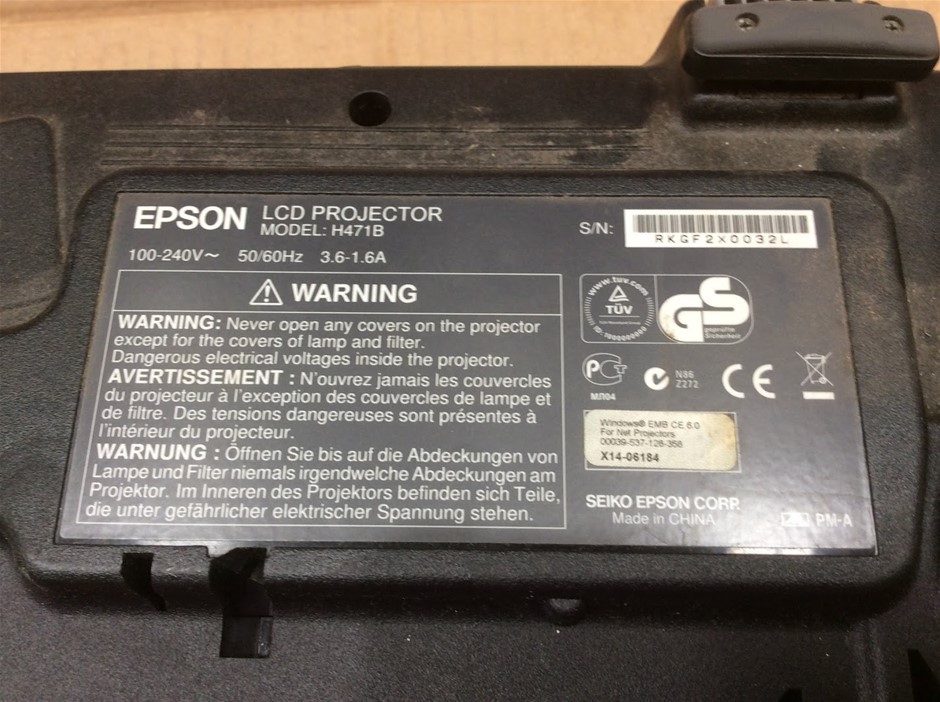 EPSON LCD PROJECTOR
MODEL: H471B
100-240V～ 50/60Hz 3.6-1.6A
S/N:
RKGF2X0032L
WARNING
WARNING: Never open any covers on the projector
except for the covers of lamp and filter.
Dangerous electrical voltages inside the projector.
AVERTISSEMENT : N'ouvrez jamais les couvercles
du projecteur à l'exception des couvercles de lampe et
de filtre. Des tensions dangereuses sont présentes à
l'intérieur du projecteur.
WARNUNG : Öffnen Sie bis auf die Abdeckungen von
Lampe und Filter niemals irgendwelche Abdeckungen am
Projektor. Im Inneren des Projektors befinden sich Teile,
die unter gefährlicher elektrischer Spannung stehen.
www.tuv.com
TÜV
GS
geprüfte
Sicherheit
МЛ04
N86
Z272
CE
Windows® EMB CE 6.0
For Net Projectors
X14-06184
SEIKO EPSON CORP.
Made in CHINA
PM-A